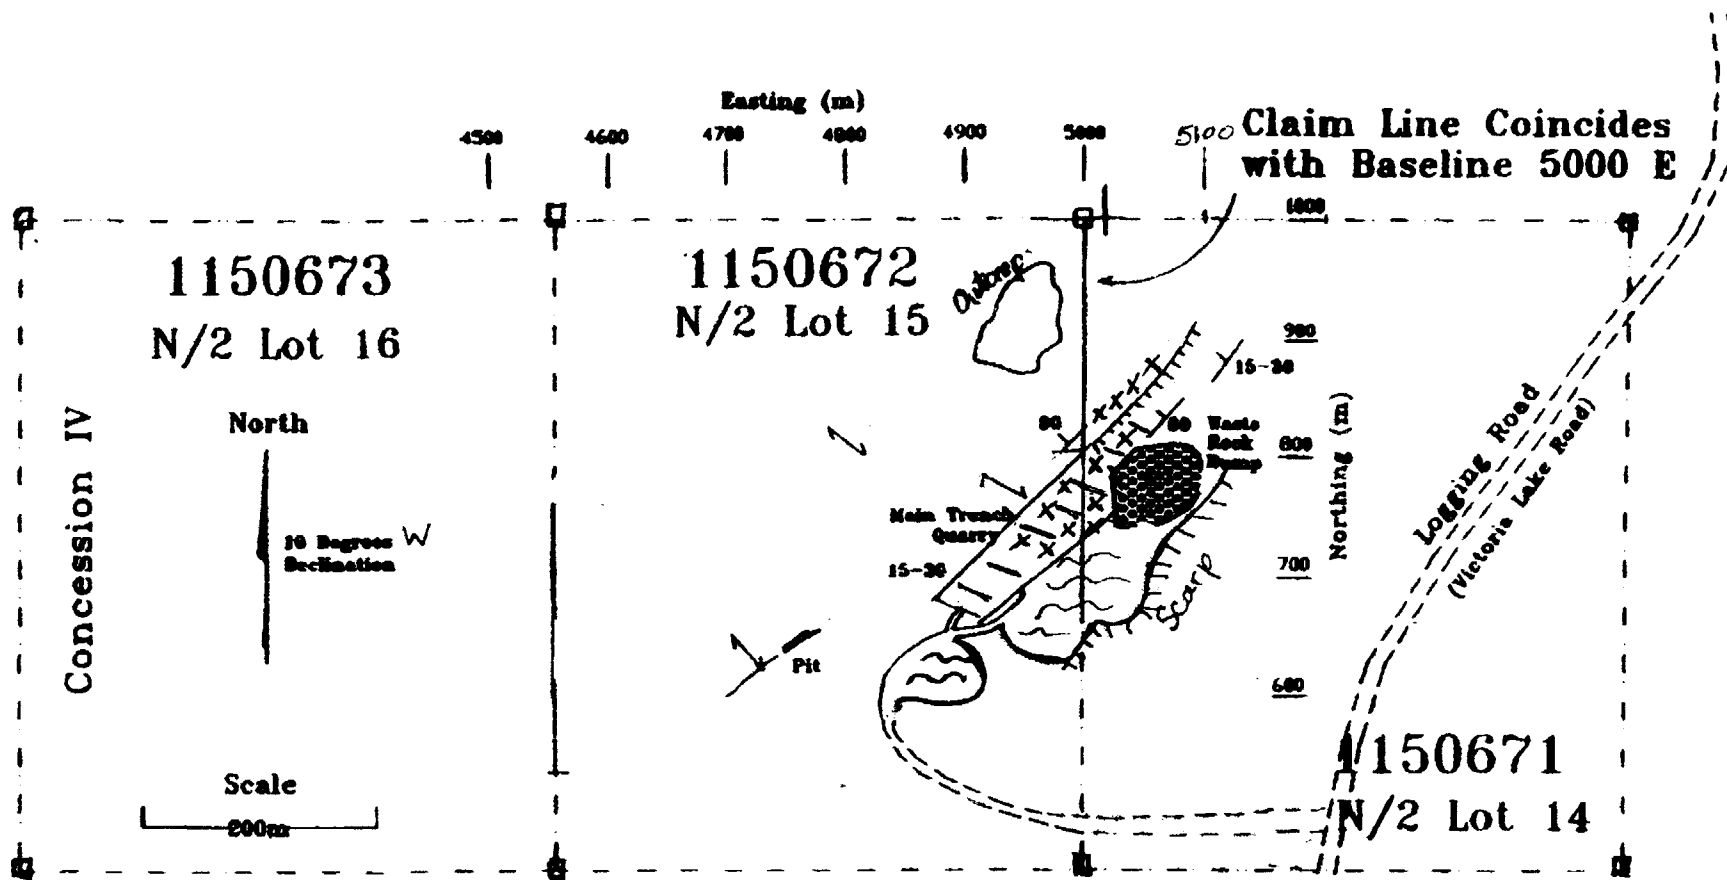 Easting (m)
4500 4600 4700 4800 4900 5000 5100
Claim Line Coincides
with Baseline 5000 E
1000
1150673
N/2 Lot 16
1150672
N/2 Lot 15
900
15-30
North
Concession IV
10 Degrees W
Declination
80
80
Waste
Rock
Dump
800
Northing (m)
Logging Road
(Victoria Lake Road)
Main Trench
Quarry
15-30
700
Scarp
Pit
600
1150671
N/2 Lot 14
Scale
200m